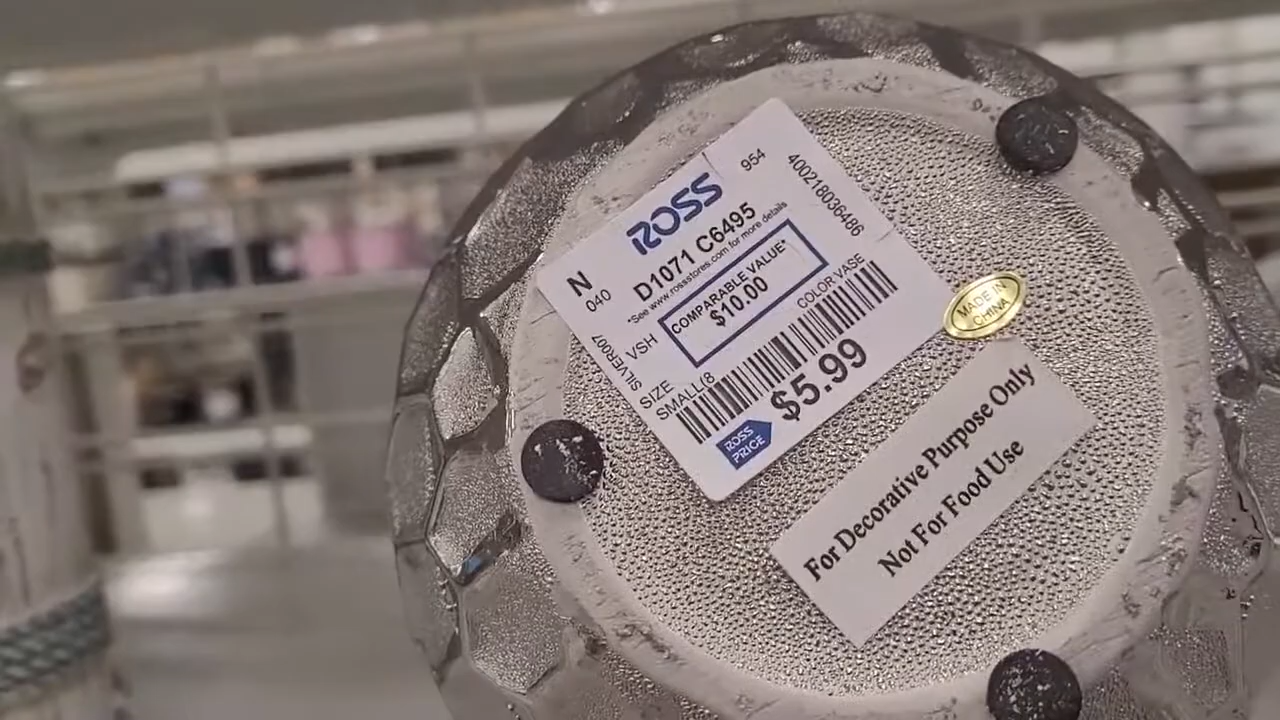 ROSS
954
400218036486
N
040
D1071 C6495
*See www.rossstores.com for more details
COMPARABLE VALUE*
$10.00
SILVER007
VSH
COLOR VASE
SIZE
SMALL(8
$5.99
ROSS
PRICE
MADE IN
CHINA
For Decorative Purpose Only
Not For Food Use